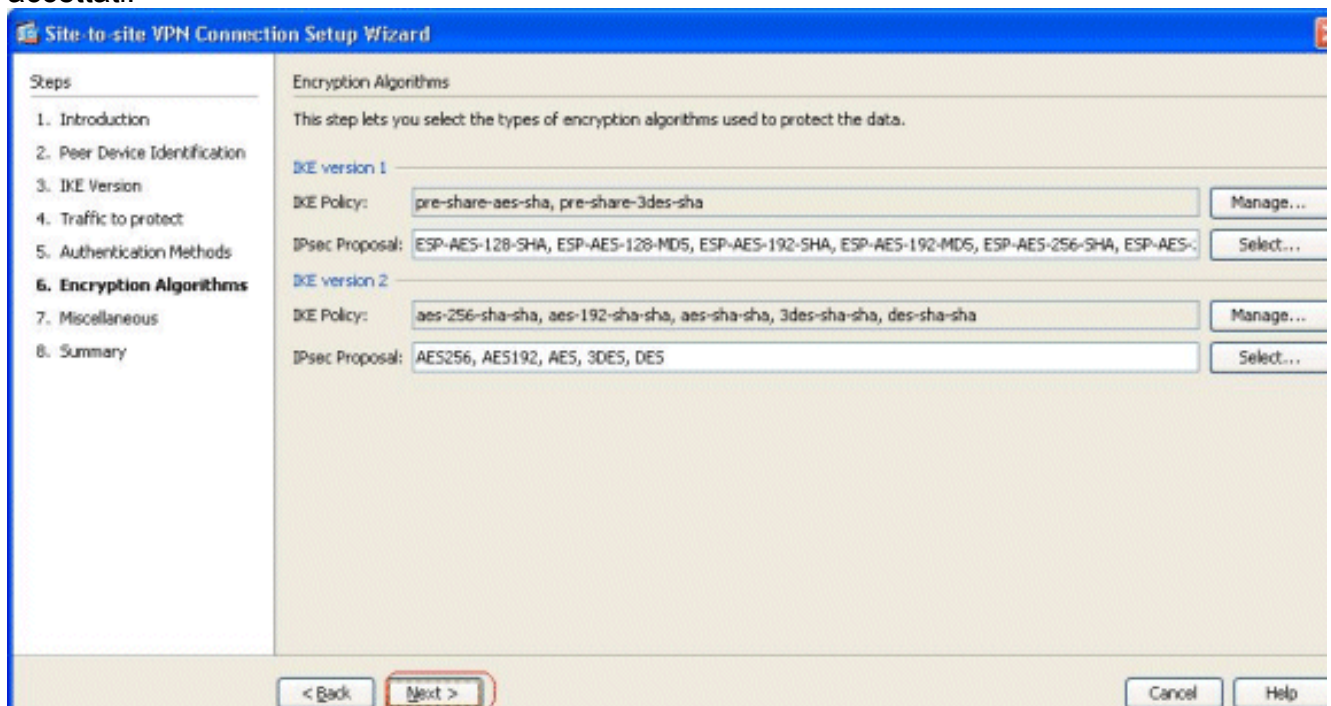 accettati.
Site-to-site VPN Connection Setup Wizard
Steps
1. Introduction
2. Peer Device Identification
3. IKE Version
4. Traffic to protect
5. Authentication Methods
6. Encryption Algorithms
7. Miscellaneous
8. Summary
Encryption Algorithms
This step lets you select the types of encryption algorithms used to protect the data.
IKE version 1
IKE Policy: pre-share-aes-sha, pre-share-3des-sha Manage...
IPsec Proposal: ESP-AES-128-SHA, ESP-AES-128-MD5, ESP-AES-192-SHA, ESP-AES-192-MD5, ESP-AES-256-SHA, ESP-AES- Select...
IKE version 2
IKE Policy: aes-256-sha-sha, aes-192-sha-sha, aes-sha-sha, 3des-sha-sha, des-sha-sha Manage...
IPsec Proposal: AES256, AES192, AES, 3DES, DES Select...
< Back Next > Cancel Help